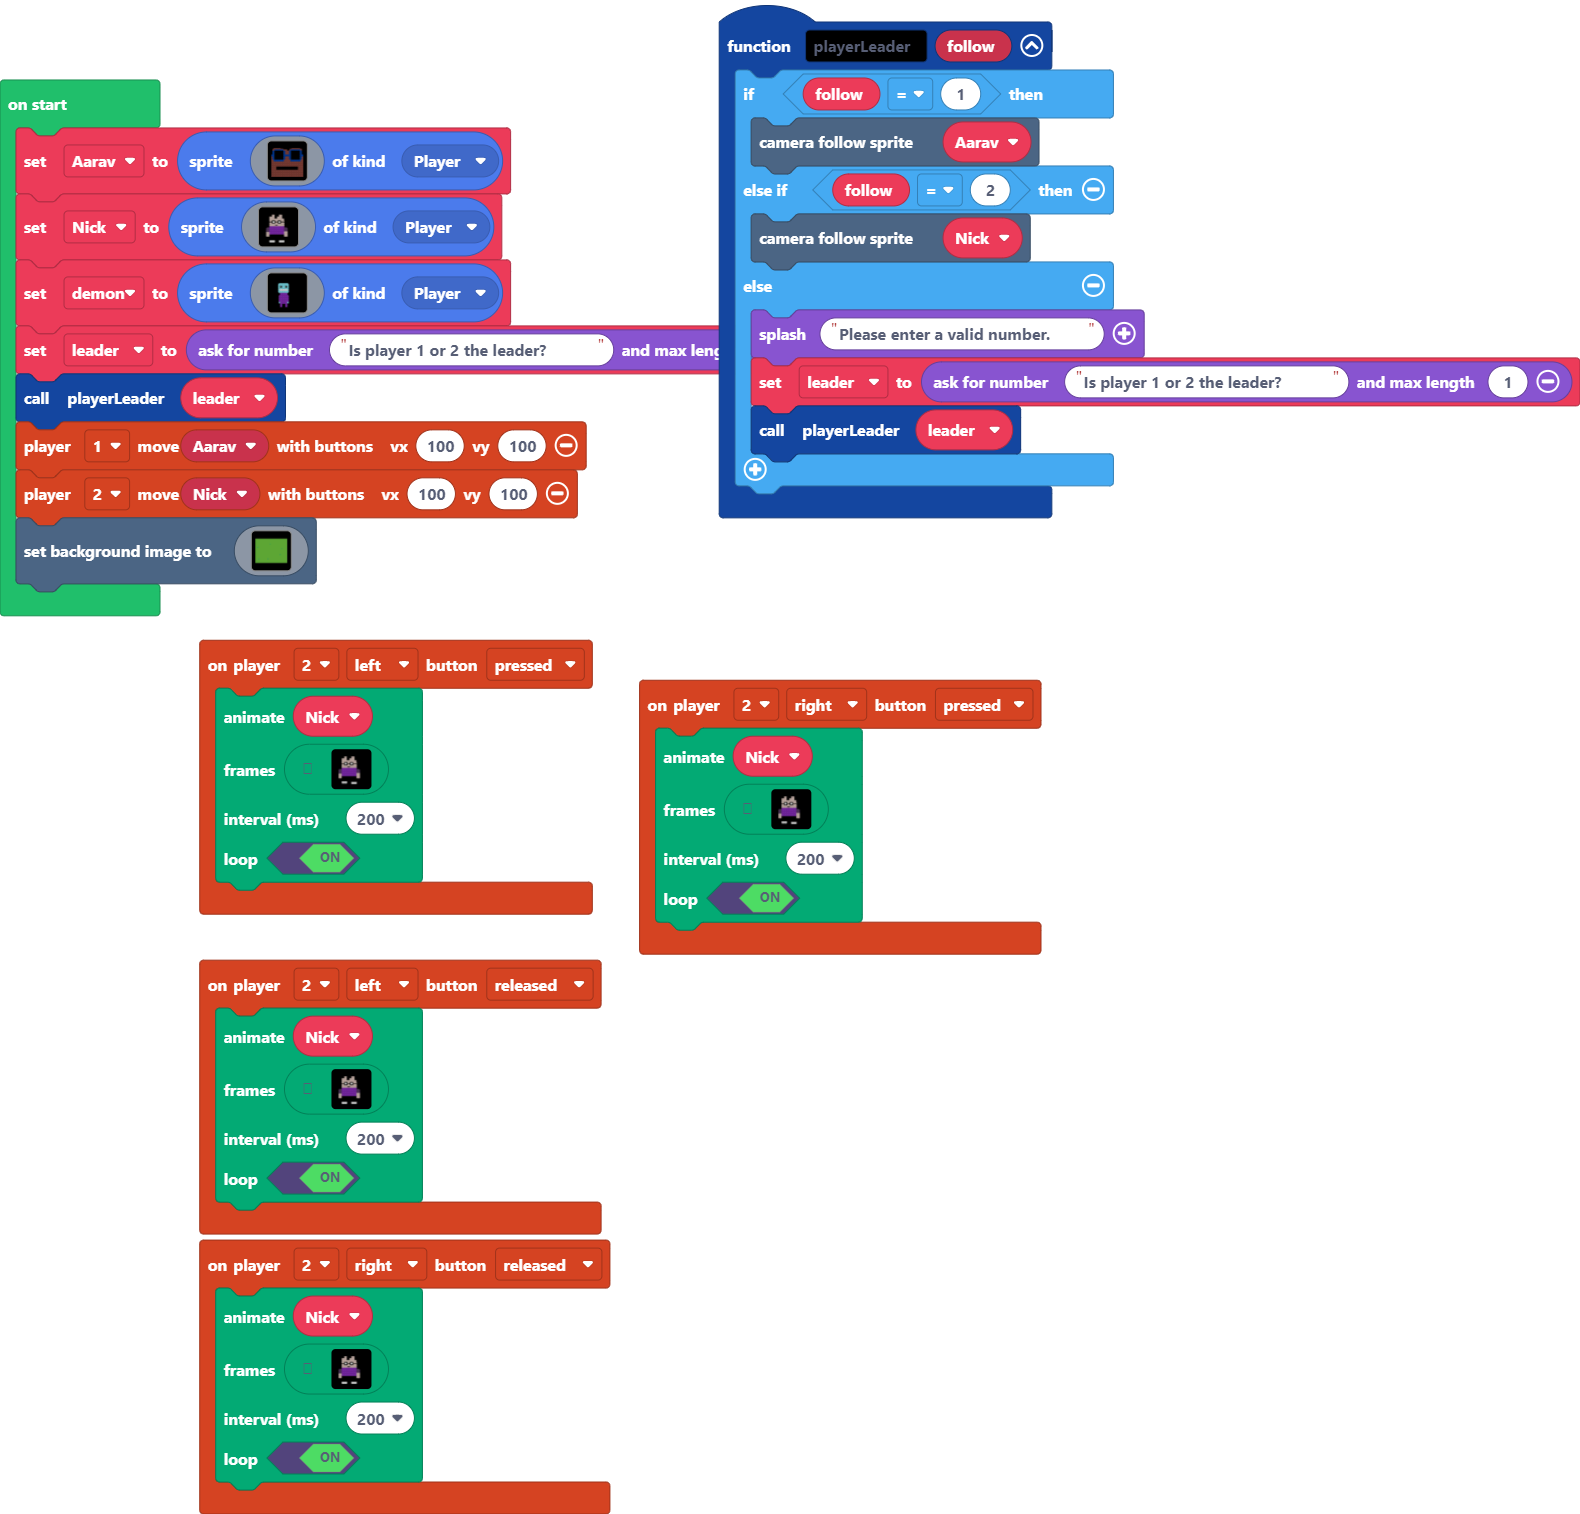 on start
set Aarav to sprite of kind Player
set Nick to sprite of kind Player
set demon to sprite of kind Player
set leader to ask for number "Is player 1 or 2 the leader? " and max leng
call playerLeader leader
player 1 move Aarav with buttons vx 100 vy 100
player 2 move Nick with buttons vx 100 vy 100
set background image to
function playerLeader follow
if follow = 1 then
camera follow sprite Aarav
else if follow = 2 then
camera follow sprite Nick
else
splash "Please enter a valid number. "
set leader to ask for number "Is player 1 or 2 the leader? " and max length 1
call playerLeader leader
on player 2 left button pressed
animate Nick
frames
interval (ms) 200
loop ON
on player 2 right button pressed
animate Nick
frames
interval (ms) 200
loop ON
on player 2 left button released
animate Nick
frames
interval (ms) 200
loop ON
on player 2 right button released
animate Nick
frames
interval (ms) 200
loop ON